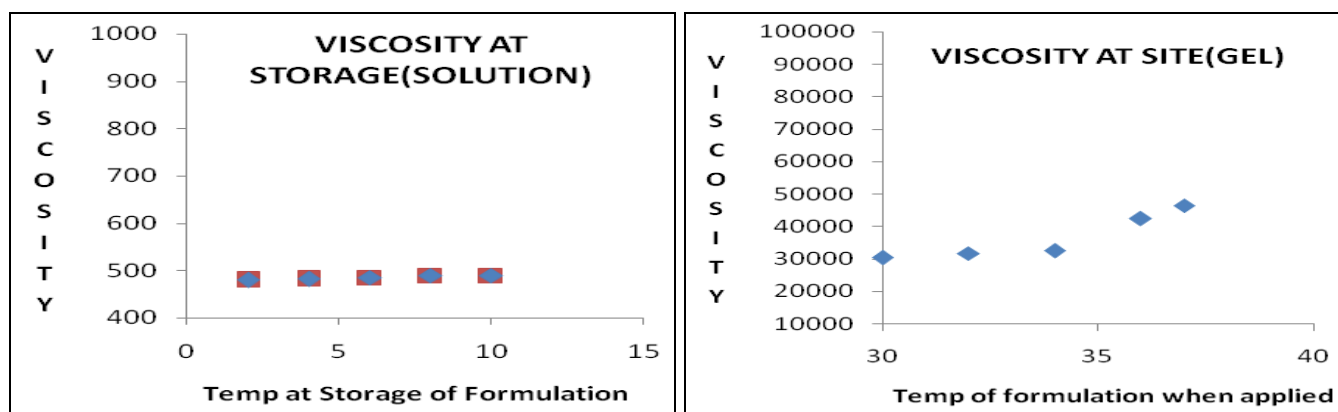 VISCOSITY AT
STORAGE(SOLUTION)
VISCOSITY
1000
900
800
700
600
500
400
0 5 10 15
Temp at Storage of Formulation
VISCOSITY AT SITE(GEL)
VISCOSITY
100000
90000
80000
70000
60000
50000
40000
30000
20000
10000
30 35 40
Temp of formulation when applied